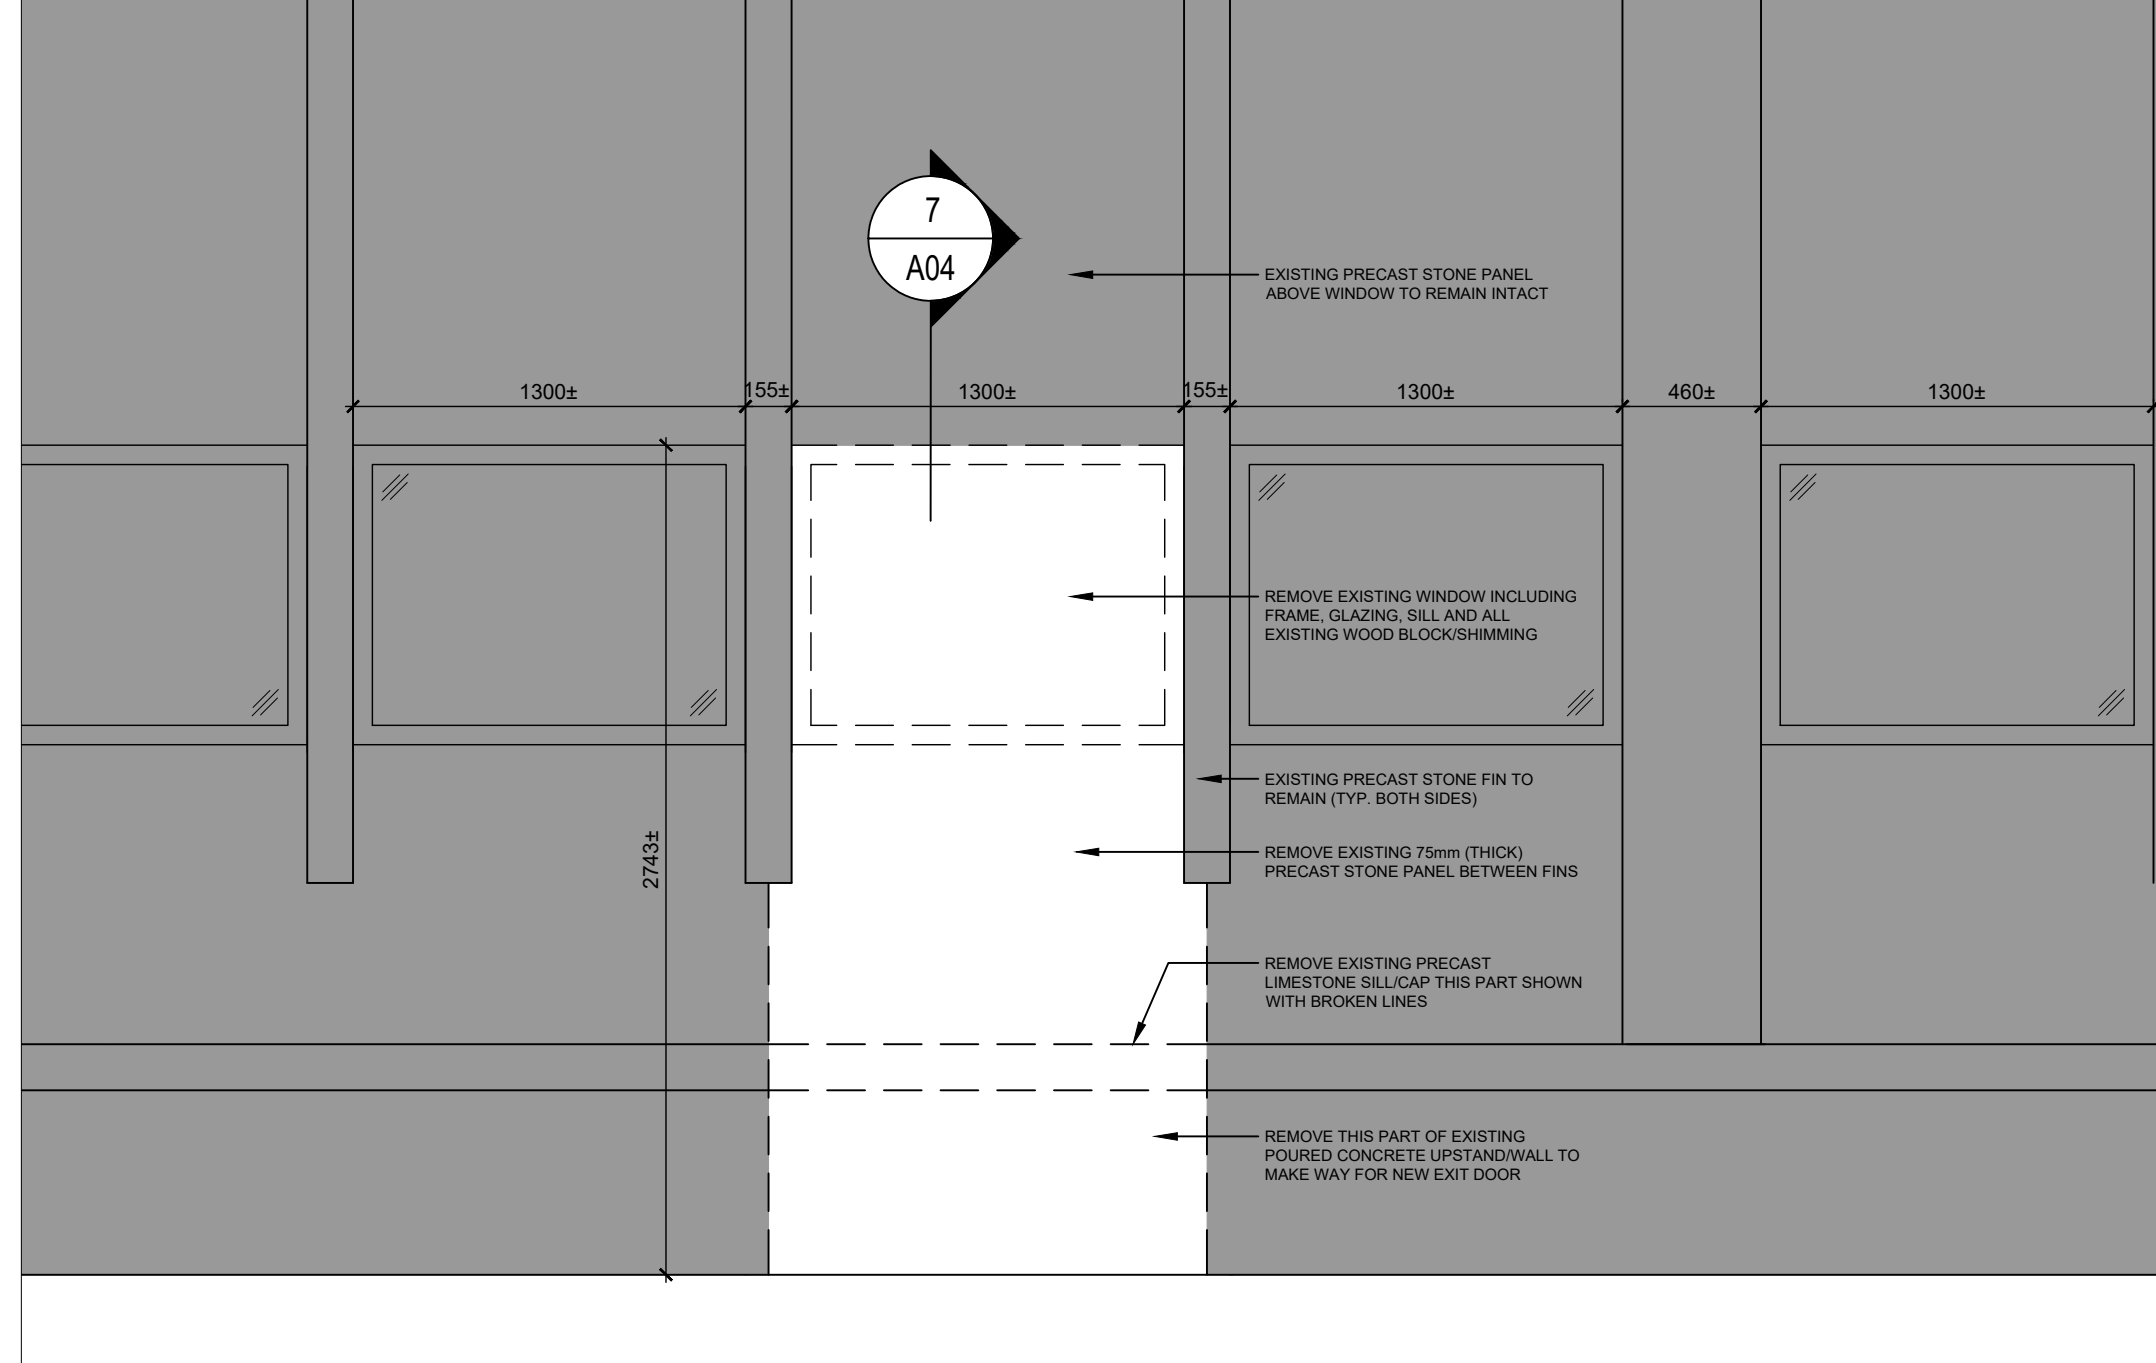 7
A04
EXISTING PRECAST STONE PANEL
ABOVE WINDOW TO REMAIN INTACT
1300± 155± 1300± 155± 1300± 460± 1300±
REMOVE EXISTING WINDOW INCLUDING
FRAME, GLAZING, SILL AND ALL
EXISTING WOOD BLOCK/SHIMMING
EXISTING PRECAST STONE FIN TO
REMAIN (TYP. BOTH SIDES)
2743±
REMOVE EXISTING 75mm (THICK)
PRECAST STONE PANEL BETWEEN FINS
REMOVE EXISTING PRECAST
LIMESTONE SILL/CAP THIS PART SHOWN
WITH BROKEN LINES
REMOVE THIS PART OF EXISTING
POURED CONCRETE UPSTAND/WALL TO
MAKE WAY FOR NEW EXIT DOOR